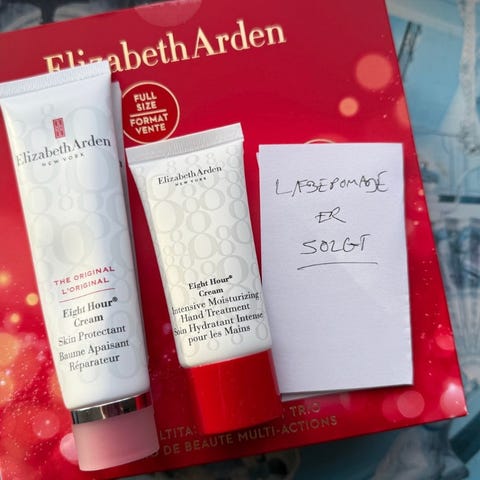 Elizabeth Arden
FULL
SIZE
FORMAT
VENTE
Elizabeth Arden
NEW YORK
THE ORIGINAL
L'ORIGINAL
Eight Hour®
Cream
Skin Protectant
Baume Apaisant
Réparateur
Elizabeth Arden
NEW YORK
Eight Hour®
Cream
Intensive Moisturizing
Hand Treatment
Soin Hydratant Intense
pour les Mains
LÆBEPOMADE
ER
SOLGT
TRIO
DE BEAUTÉ MULTI-ACTIONS